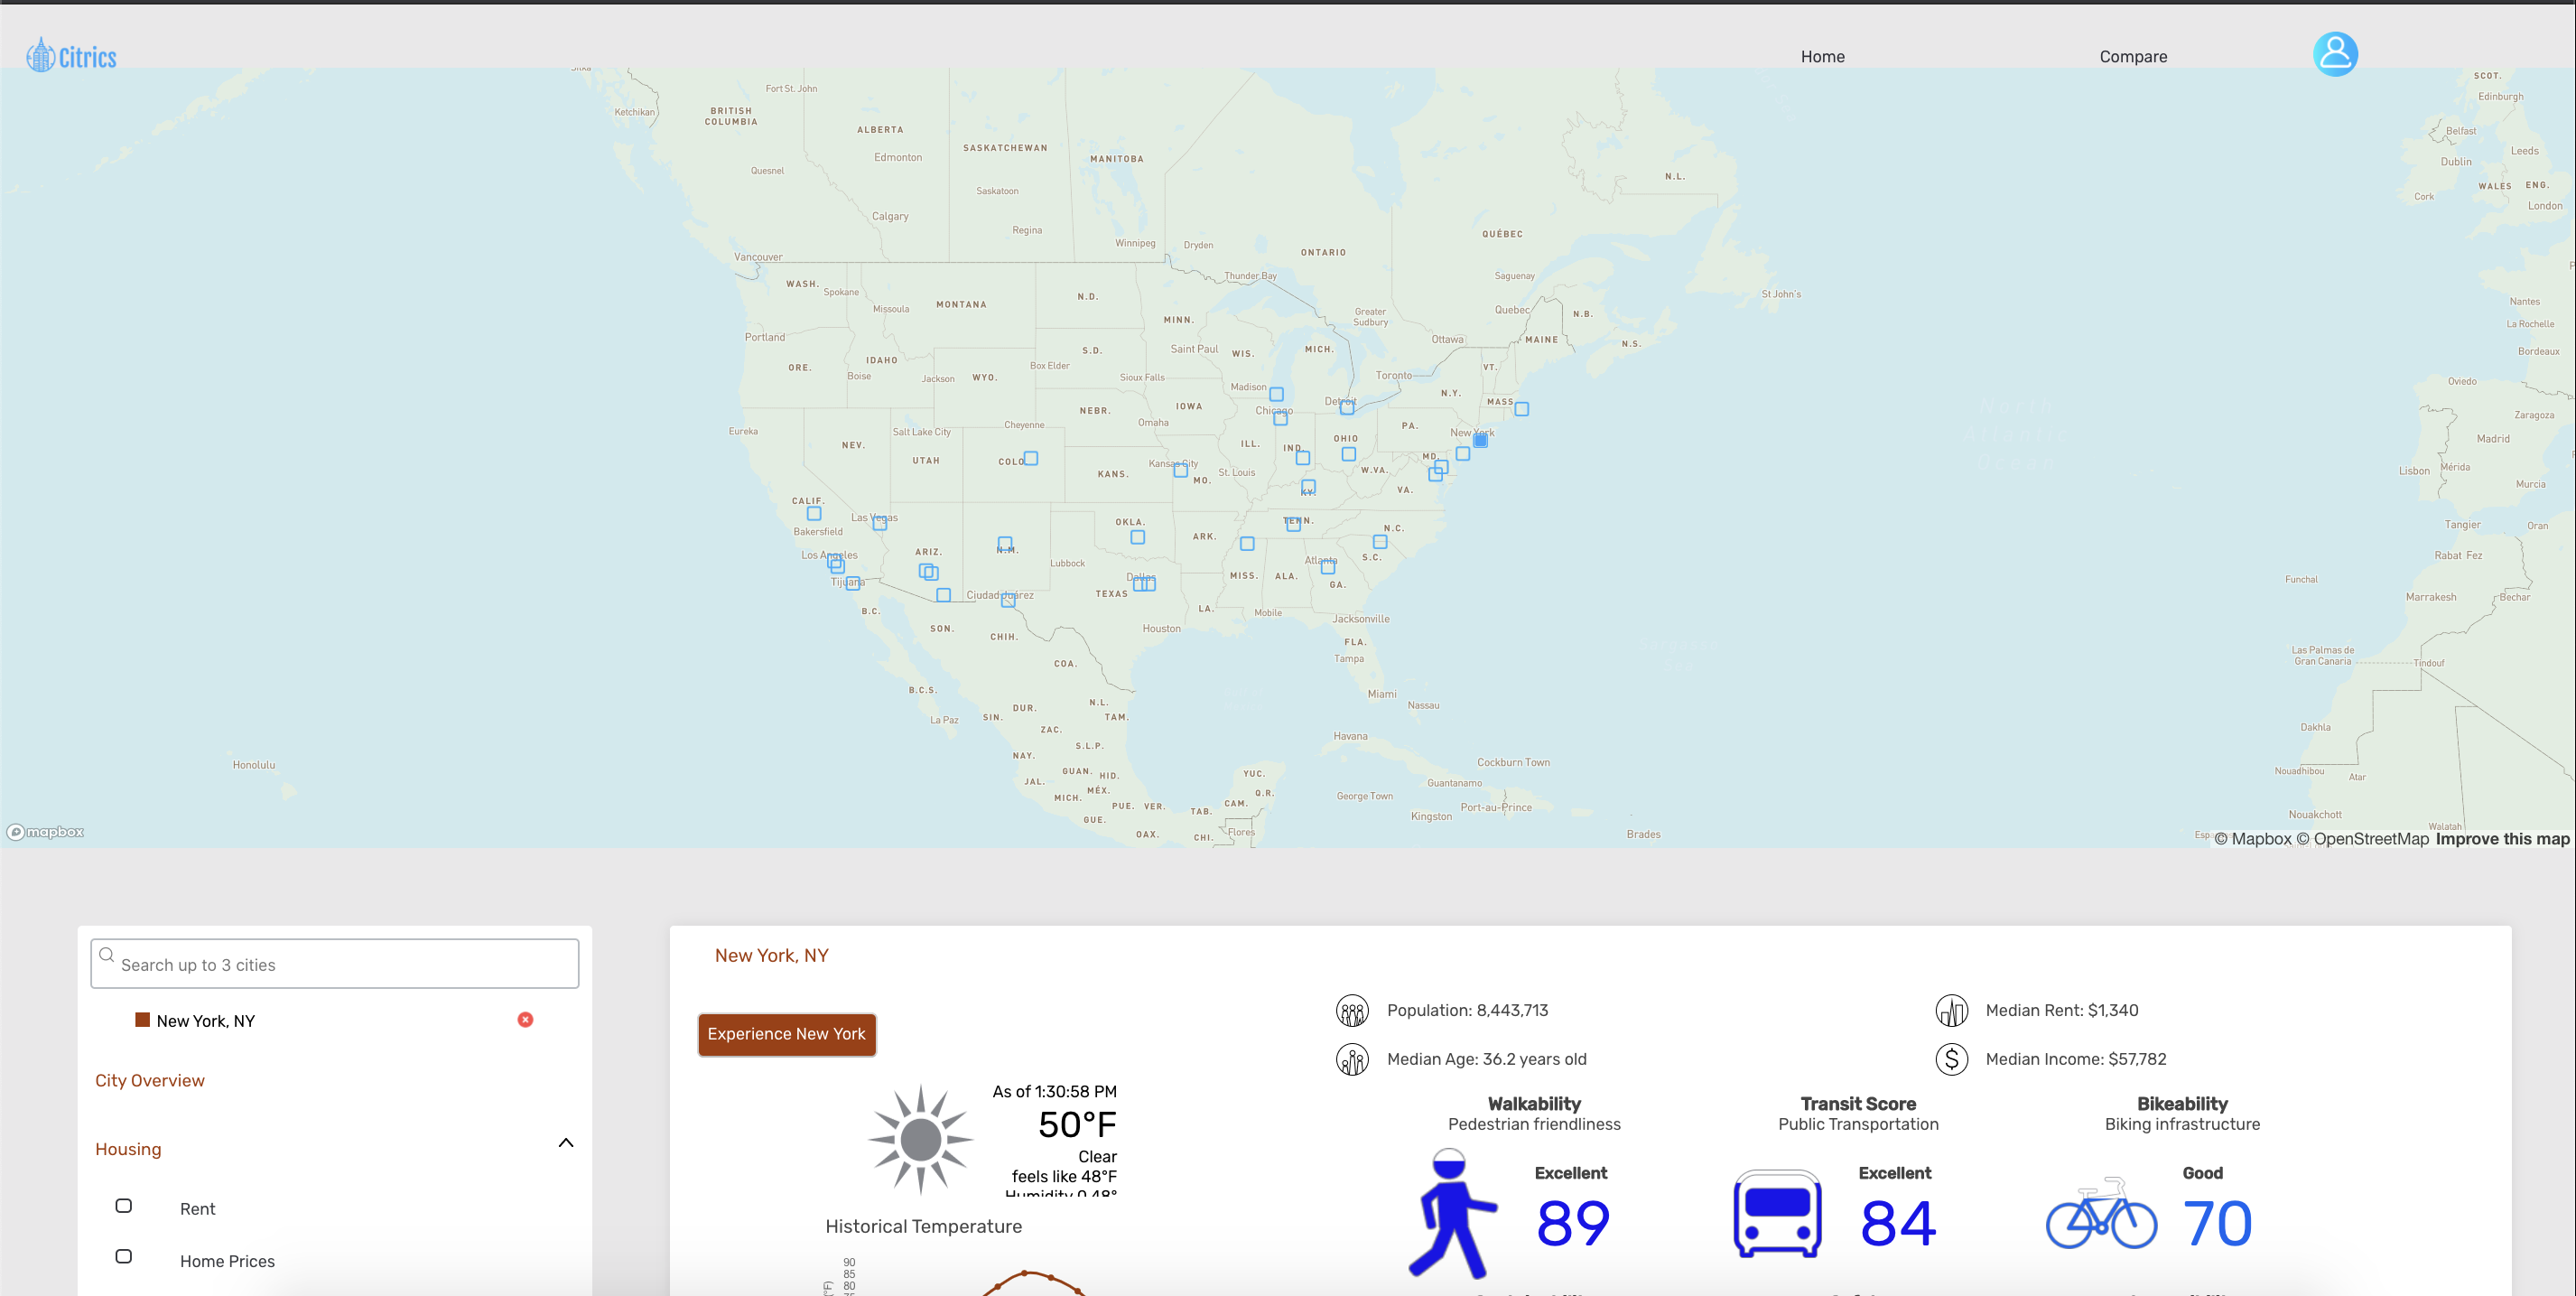 Citrics
Home
Compare
Sitka
SCOT.
Fort St. John
Edinburgh
Ketchikan
BRITISH
COLUMBIA
ALBERTA
Belfast
SASKATCHEWAN
Leeds
Edmonton
MANITOBA
Dublin
Quesnel
N.L.
WALES
ENG.
Saskatoon
Cork
London
Calgary
Regina
QUÉBEC
Winnipeg
Dryden
ONTARIO
Vancouver
Thunder Bay
Saguenay
WASH.
Spokane
N.D.
St John's
MONTANA
Nantes
Missoula
Quebec
N.B.
Greater
Sudbury
MINN.
La Rochelle
Portland
Ottawa
MAINE
N.S.
S.D.
Saint Paul
WIS.
MICH.
Bordeaux
IDAHO
ORE.
Box Elder
VT.
Boise
Jackson
WYO.
Sioux Falls
Toronto
Oviedo
Madison
N.Y.
MASS.
Detroit
NEBR.
IOWA
Chicago
North
Atlantic
Ocean
Zaragoza
Cheyenne
Omaha
PA.
Eureka
Salt Lake City
New York
Madrid
NEV.
ILL.
IND.
OHIO
UTAH
COLO.
Kansas City
MD.
KANS.
St. Louis
W.VA.
Lisbon
Mérida
MO.
Murcia
CALIF.
KY.
VA.
Las Vegas
OKLA.
TENN.
N.C.
Tangier
Oran
Bakersfield
ARK.
Los Angeles
ARIZ.
N.M.
Lubbock
Atlanta
S.C.
Rabat
Fez
Tijuana
Dallas
MISS.
ALA.
GA.
Funchal
Ciudad Juárez
TEXAS
Marrakesh
Bechar
B.C.
LA.
Mobile
Jacksonville
SON.
CHIH.
Houston
FLA.
Sargasso
Sea
Tampa
Las Palmas de
Gran Canaria
COA.
Tindouf
B.C.S.
Miami
N.L.
Nassau
DUR.
La Paz
SIN.
TAM.
Dakhla
ZAC.
Havana
S.L.P.
NAY.
Honolulu
GUAN.
HID.
YUC.
Cockburn Town
Nouadhibou
Atar
JAL.
MÉX.
Q.R.
Guantanamo
MICH.
PUE.
VER.
TAB.
CAM.
George Town
Port-au-Prince
GUE.
Kingston
Nouakchott
OAX.
CHI.
Flores
Brades
Walatah
mapbox
© Mapbox © OpenStreetMap Improve this map
Search up to 3 cities
New York, NY
City Overview
Housing
Rent
Home Prices
New York, NY
Experience New York
Population: 8,443,713
Median Rent: $1,340
Median Age: 36.2 years old
Median Income: $57,782
As of 1:30:58 PM
50°F
Clear
feels like 48°F
Humidity 0.48°
Walkability
Pedestrian friendliness
Transit Score
Public Transportation
Bikeability
Biking infrastructure
Excellent
89
Excellent
84
Good
70
Historical Temperature
90
85
80
(°F)